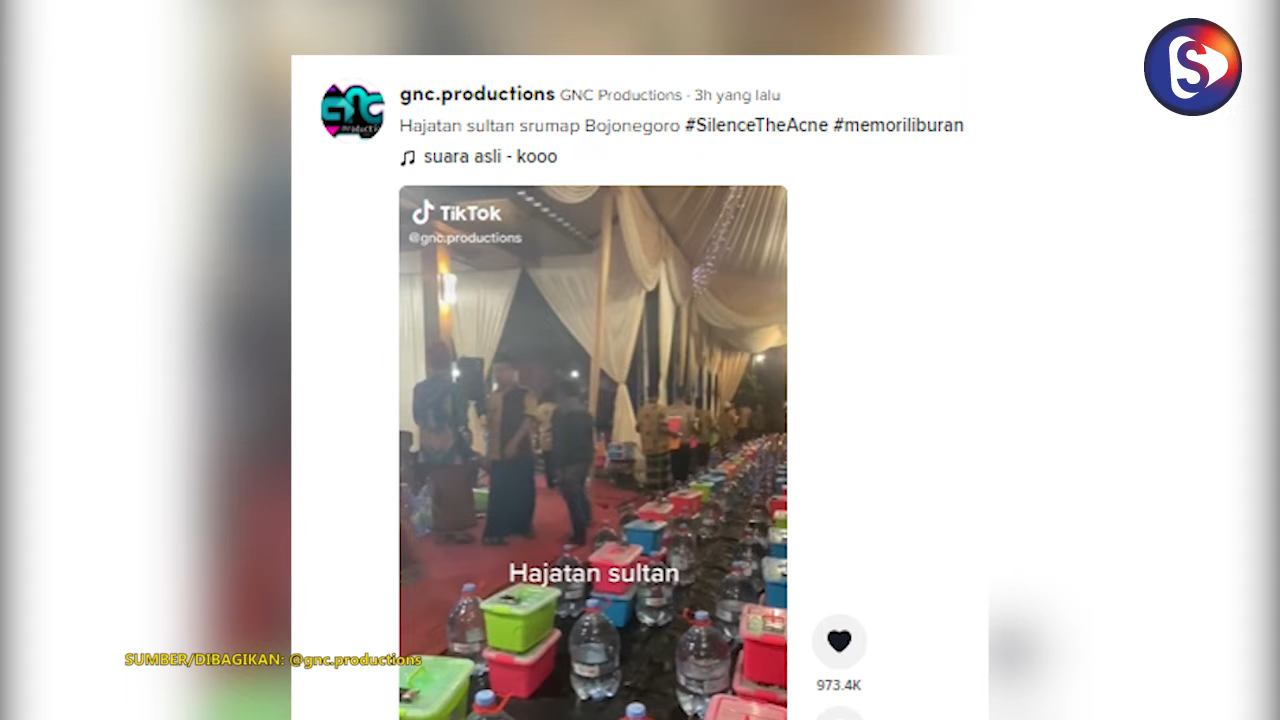 gnc.productions GNC Productions · 3h yang lalu
Hajatan sultan srumap Bojonegoro #SilenceTheAcne #memoriliburan
suara asli - kooo
TikTok
@gnc.productions
Hajatan sultan
SUMBER/DIBAGIKAN: @gnc.productions
973.4K